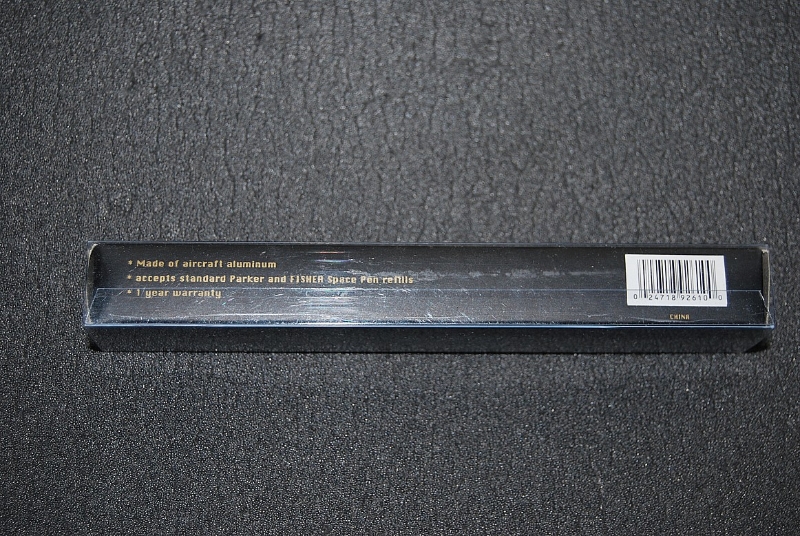 * Made of aircraft aluminum
* accepts standard Parker and FISHER Space Pen refills
* 1 year warranty
0 24718 92610 0
CHINA